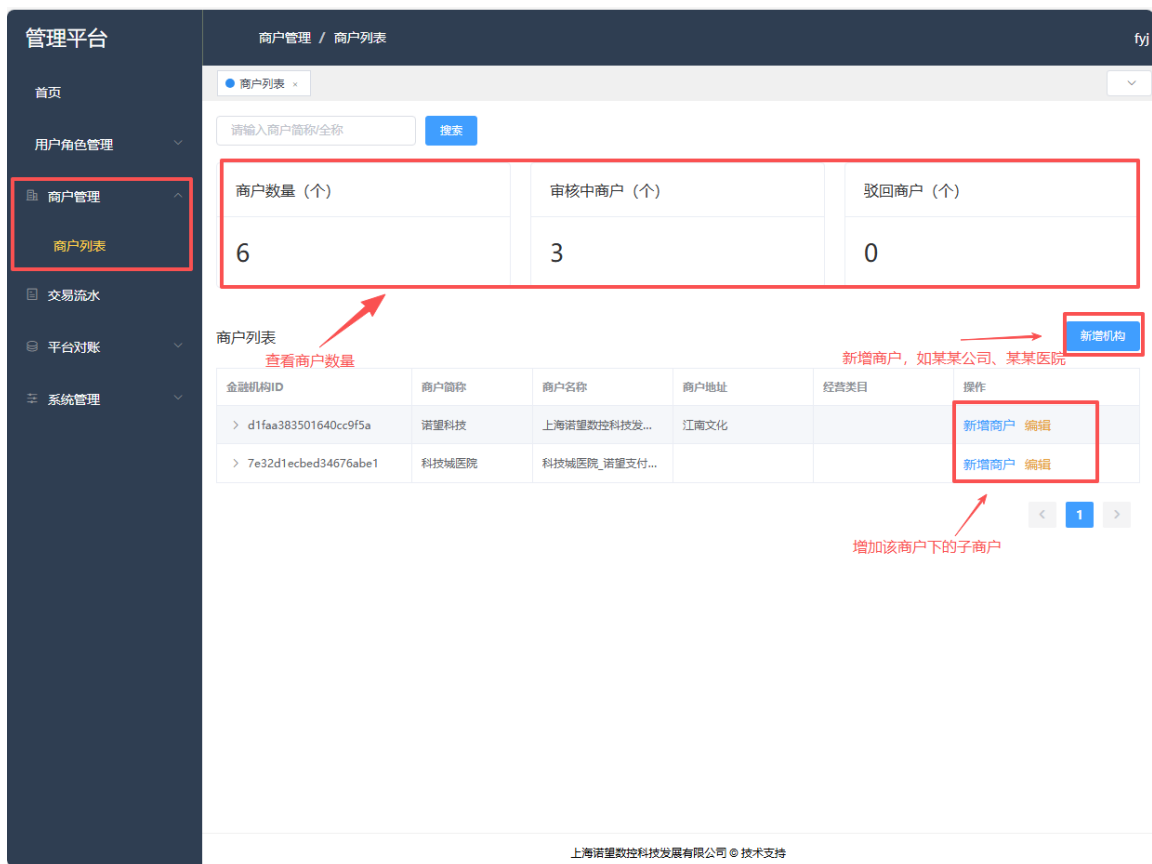 管理平台
商户管理 / 商户列表
fyj
首页
用户角色管理
商户管理
商户列表
交易流水
平台对账
系统管理
商户列表 ×
请输入商户简称/全称
搜索
商户数量（个）
审核中商户（个）
驳回商户（个）
6
3
0
商户列表
查看商户数量
新增机构
新增商户，如某某公司、某某医院
金融机构ID 商户简称 商户名称 商户地址 经营类目 操作
d1faa383501640cc9f5a 诺望科技 上海诺望数控科技发... 江南文化 新增商户 编辑
7e32d1ecbed34676abe1 科技城医院 科技城医院_诺望支付... 新增商户 编辑
< 1 >
增加该商户下的子商户
上海诺望数控科技发展有限公司 © 技术支持